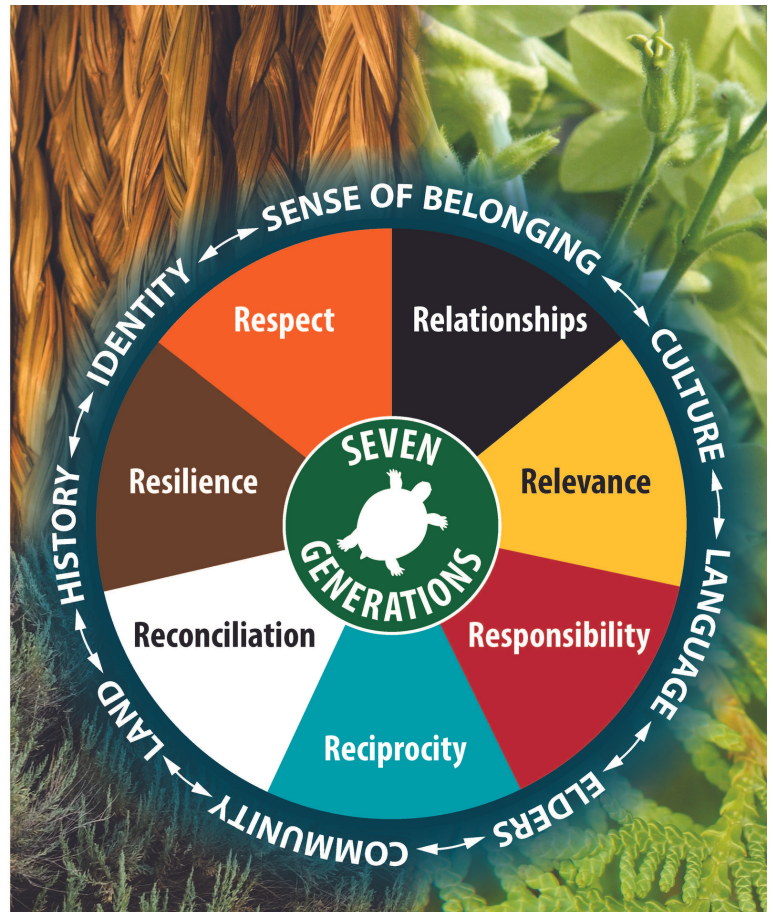 SENSE OF BELONGING
CULTURE
LANGUAGE
ELDERS
COMMUNITY
LAND
HISTORY
IDENTITY
Respect
Relationships
Resilience
Relevance
Reconciliation
Responsibility
Reciprocity
SEVEN
GENERATIONS